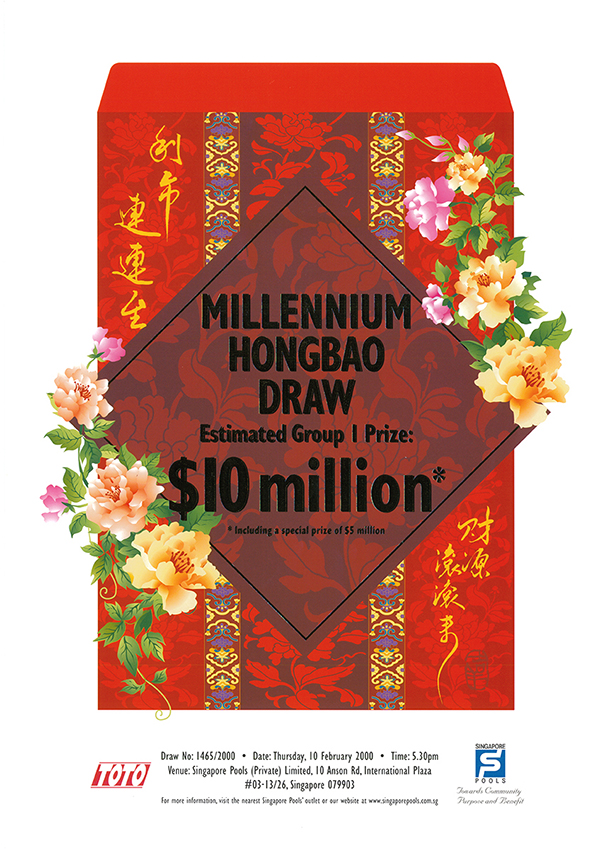 利市
連連生
MILLENNIUM
HONGBAO
DRAW
Estimated Group 1 Prize:
$10 million*
* Including a special prize of $5 million
財源
滾滾來
TOTO
Draw No: 1465/2000 • Date: Thursday, 10 February 2000 • Time: 5.30pm
Venue: Singapore Pools (Private) Limited, 10 Anson Rd, International Plaza
#03-13/26, Singapore 079903
For more information, visit the nearest Singapore Pools' outlet or our website at www.singaporepools.com.sg
SINGAPORE
S
POOLS
Towards Community
Purpose and Benefit